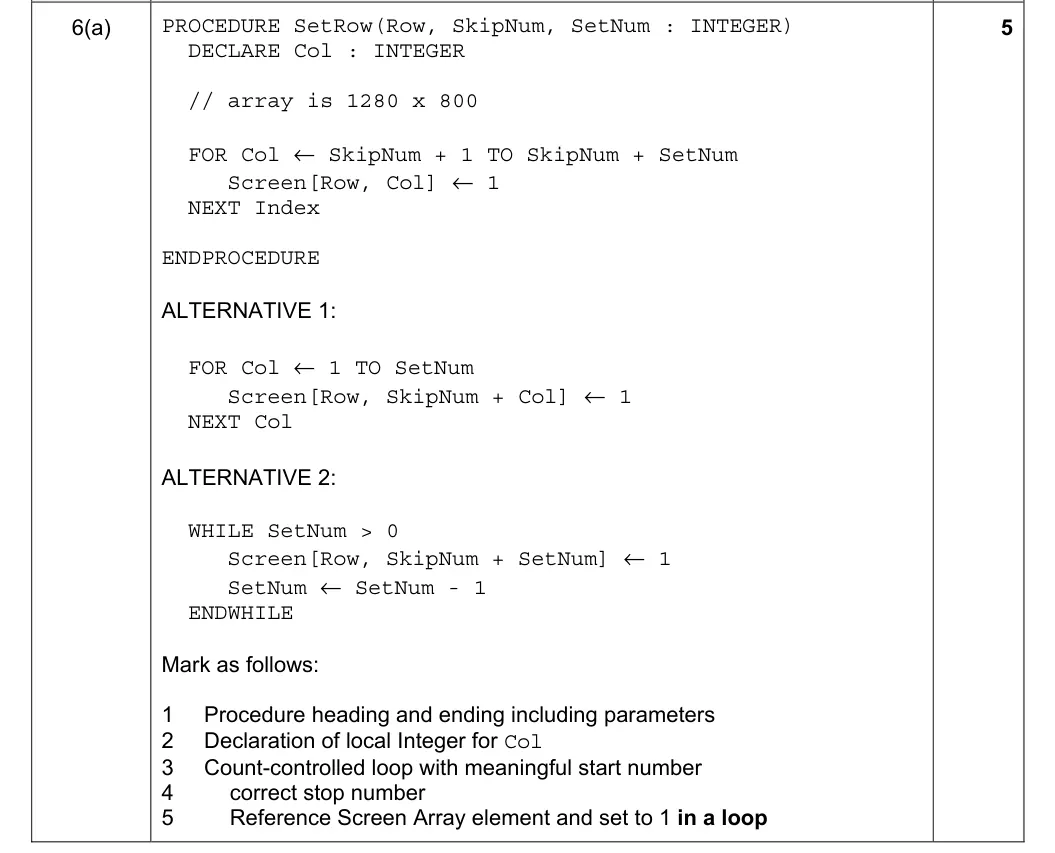 6(a) PROCEDURE SetRow(Row, SkipNum, SetNum : INTEGER) 5
DECLARE Col : INTEGER
// array is 1280 x 800
FOR Col ← SkipNum + 1 TO SkipNum + SetNum
Screen[Row, Col] ← 1
NEXT Index
ENDPROCEDURE
ALTERNATIVE 1:
FOR Col ← 1 TO SetNum
Screen[Row, SkipNum + Col] ← 1
NEXT Col
ALTERNATIVE 2:
WHILE SetNum > 0
Screen[Row, SkipNum + SetNum] ← 1
SetNum ← SetNum - 1
ENDWHILE
Mark as follows:
1 Procedure heading and ending including parameters
2 Declaration of local Integer for Col
3 Count-controlled loop with meaningful start number
4 correct stop number
5 Reference Screen Array element and set to 1 in a loop